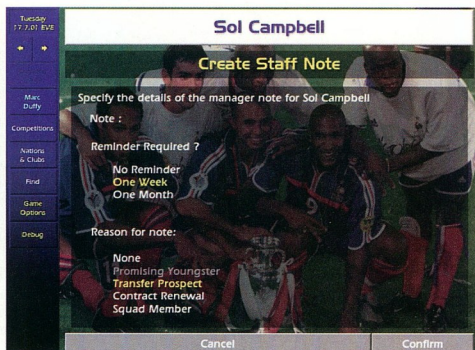 Tuesday
17.7.01 EVE
Sol Campbell
Create Staff Note
Marc
Duffy
Competitions
Nations
& Clubs
Find
Game
Options
Debug
Specify the details of the manager note for Sol Campbell
Note :
Reminder Required ?
No Reminder
One Week
One Month
Reason for note:
None
Promising Youngster
Transfer Prospect
Contract Renewal
Squad Member
Cancel
Confirm